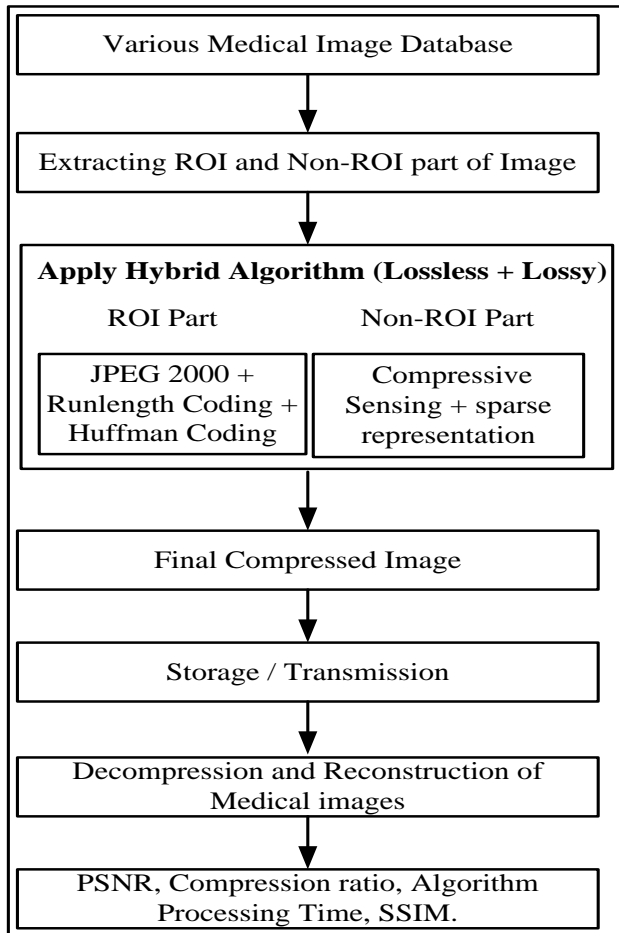 Various Medical Image Database
Extracting ROI and Non-ROI part of Image
Apply Hybrid Algorithm (Lossless + Lossy)
ROI Part
Non-ROI Part
JPEG 2000 +
Runlength Coding +
Huffman Coding
Compressive
Sensing + sparse
representation
Final Compressed Image
Storage / Transmission
Decompression and Reconstruction of
Medical images
PSNR, Compression ratio, Algorithm
Processing Time, SSIM.